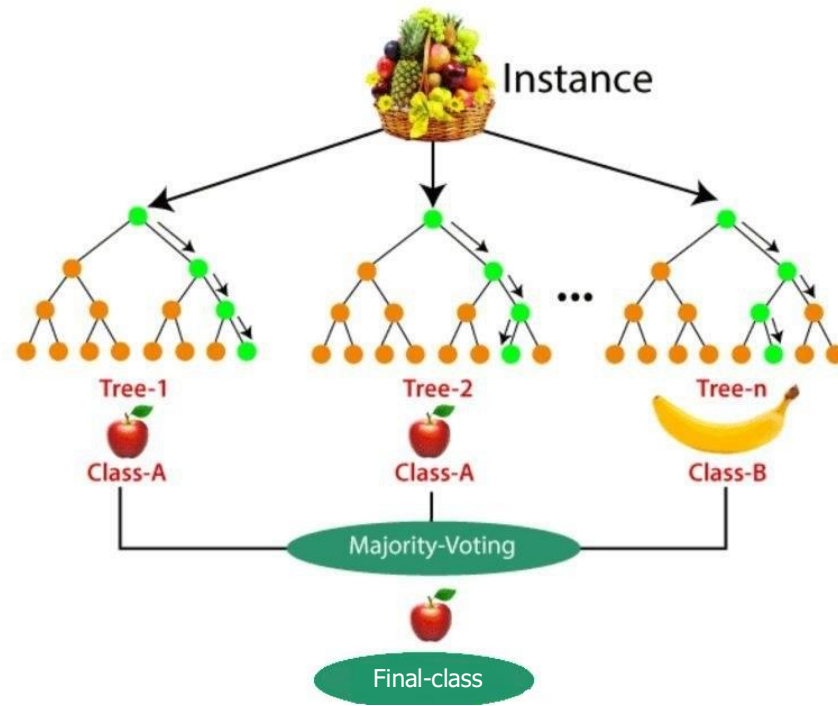 Instance
Tree-1
Tree-2
Tree-n
Class-A
Class-A
Class-B
Majority-Voting
Final-class